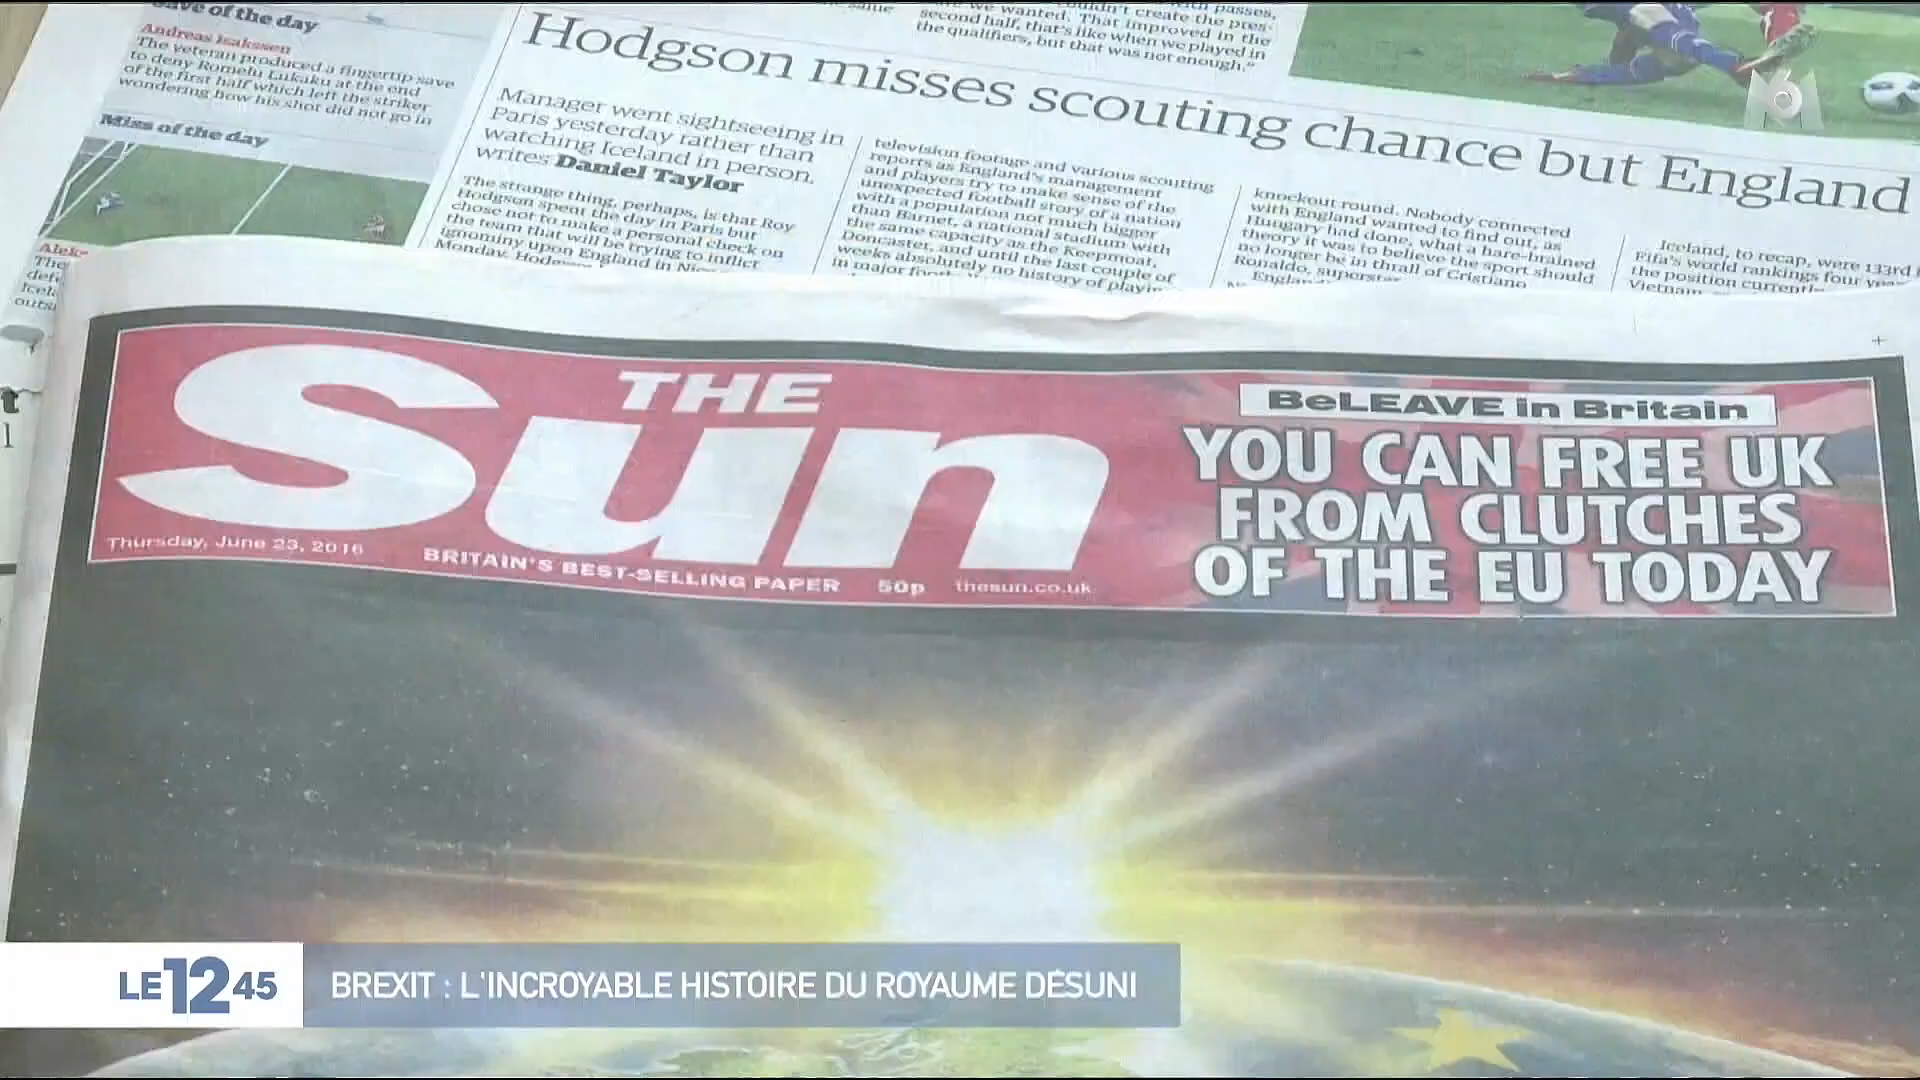 Save of the day
Andreas Isakssen
The veteran produced a fingertip save
to deny Romelu Lukaku at the end
of the first half which left the striker
wondering how his shot did not go in
Miss of the day
second half, that's like when we played in
the qualifiers, but that was not enough."
M6
Hodgson misses scouting chance but England
Manager went sightseeing in
Paris yesterday rather than
watching Iceland in person,
writes Daniel Taylor
The strange thing, perhaps, is that Roy
Hodgson spent the day in Paris but
chose not to make a personal check on
the team that will be trying to inflict
ignominy upon England in
Monday.
television footage and various scouting
reports as England's management
and players try to make sense of the
unexpected football story of a nation
with a population not much bigger
than Barnet, a national stadium with
the same capacity as the Keepmoat,
Doncaster, and until the last couple of
weeks absolutely no history of playing
in major
knockout round. Nobody connected
with England wanted to find out, as
Hungary had done, what a hare-brained
theory it was to believe the sport should
no longer be in thrall of Cristiano
Ronaldo, superstar
England
Iceland, to recap, were 133rd
Fifa's world rankings four
the position currently
Vietnam
THE
Sun
Thursday, June 23, 2016
BRITAIN'S BEST-SELLING PAPER 50p thesun.co.uk
BeLEAVE in Britain
YOU CAN FREE UK
FROM CLUTCHES
OF THE EU TODAY
LE 12 45
BREXIT : L'INCROYABLE HISTOIRE DU ROYAUME DÉSUNI